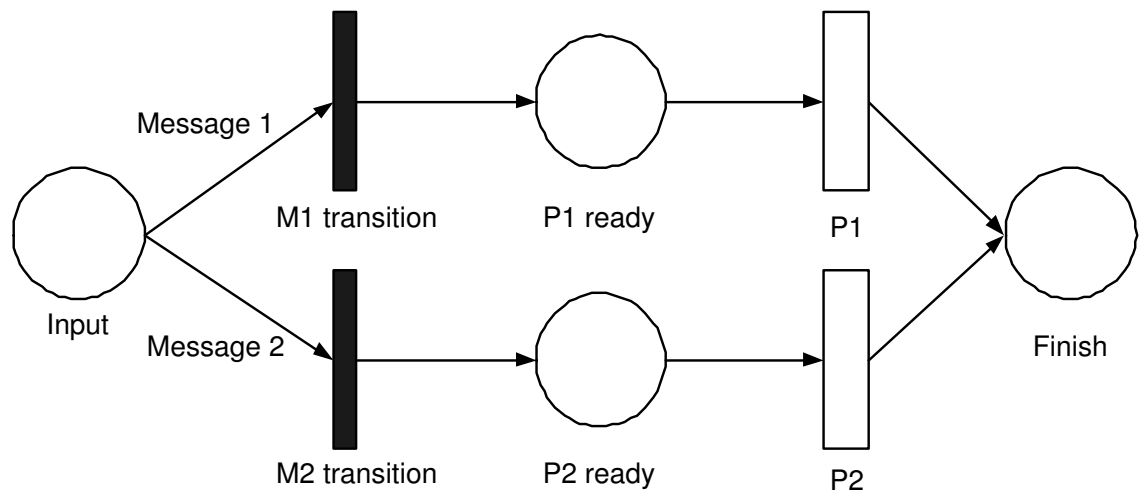 Message 1
M1 transition
P1 ready
P1
Input
Message 2
Finish
M2 transition
P2 ready
P2